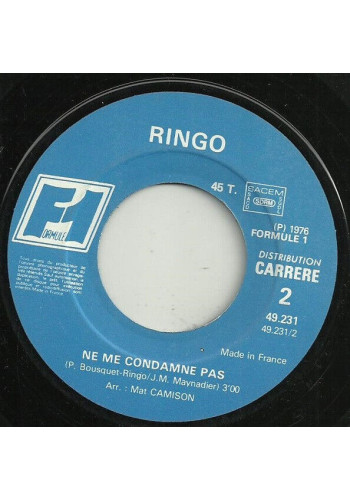 RINGO
45 T.
SACEM
SDRM
(P) 1976
FORMULE 1
F1
FORMULE
DISTRIBUTION
CARRERE
2
49.231
49.231/2
Made in France
NE ME CONDAMNE PAS
(P. Bousquet-Ringo/J.M. Maynadier) 3'00
Arr. : Mat CAMISON